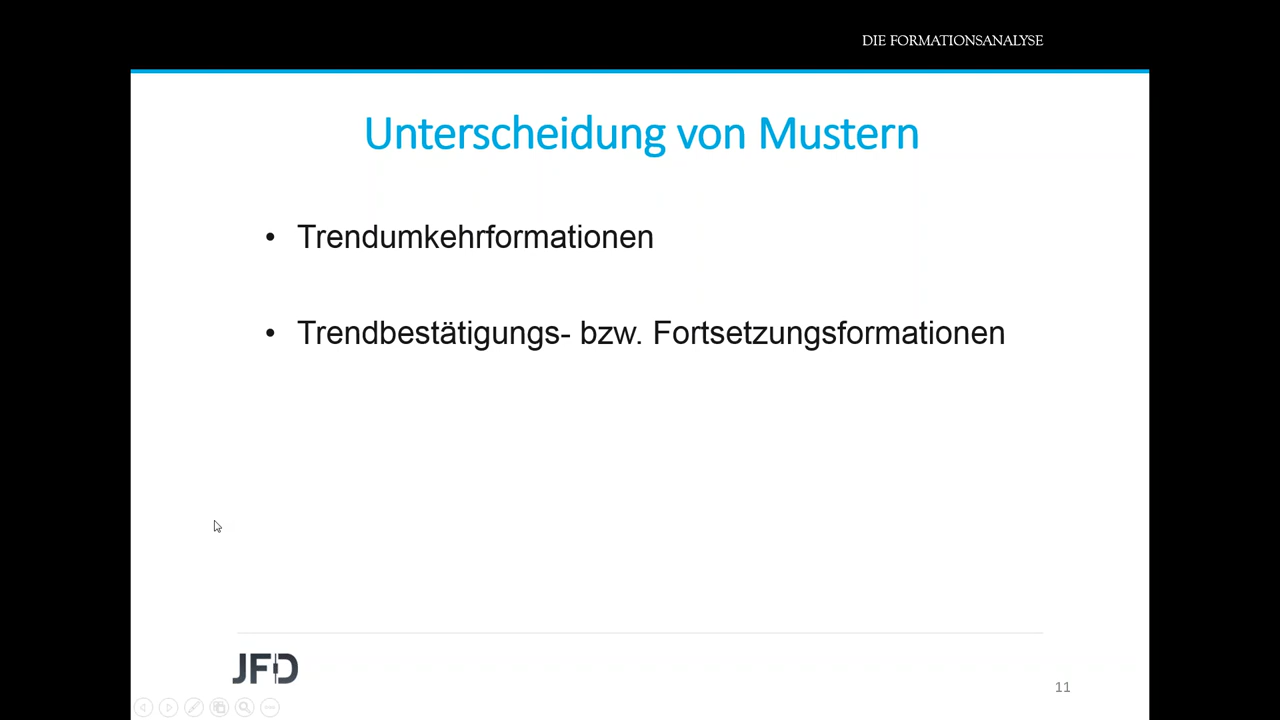 DIE FORMATIONSANALYSE
Unterscheidung von Mustern
• Trendumkehrformationen
• Trendbestätigungs- bzw. Fortsetzungsformationen
JFD
11